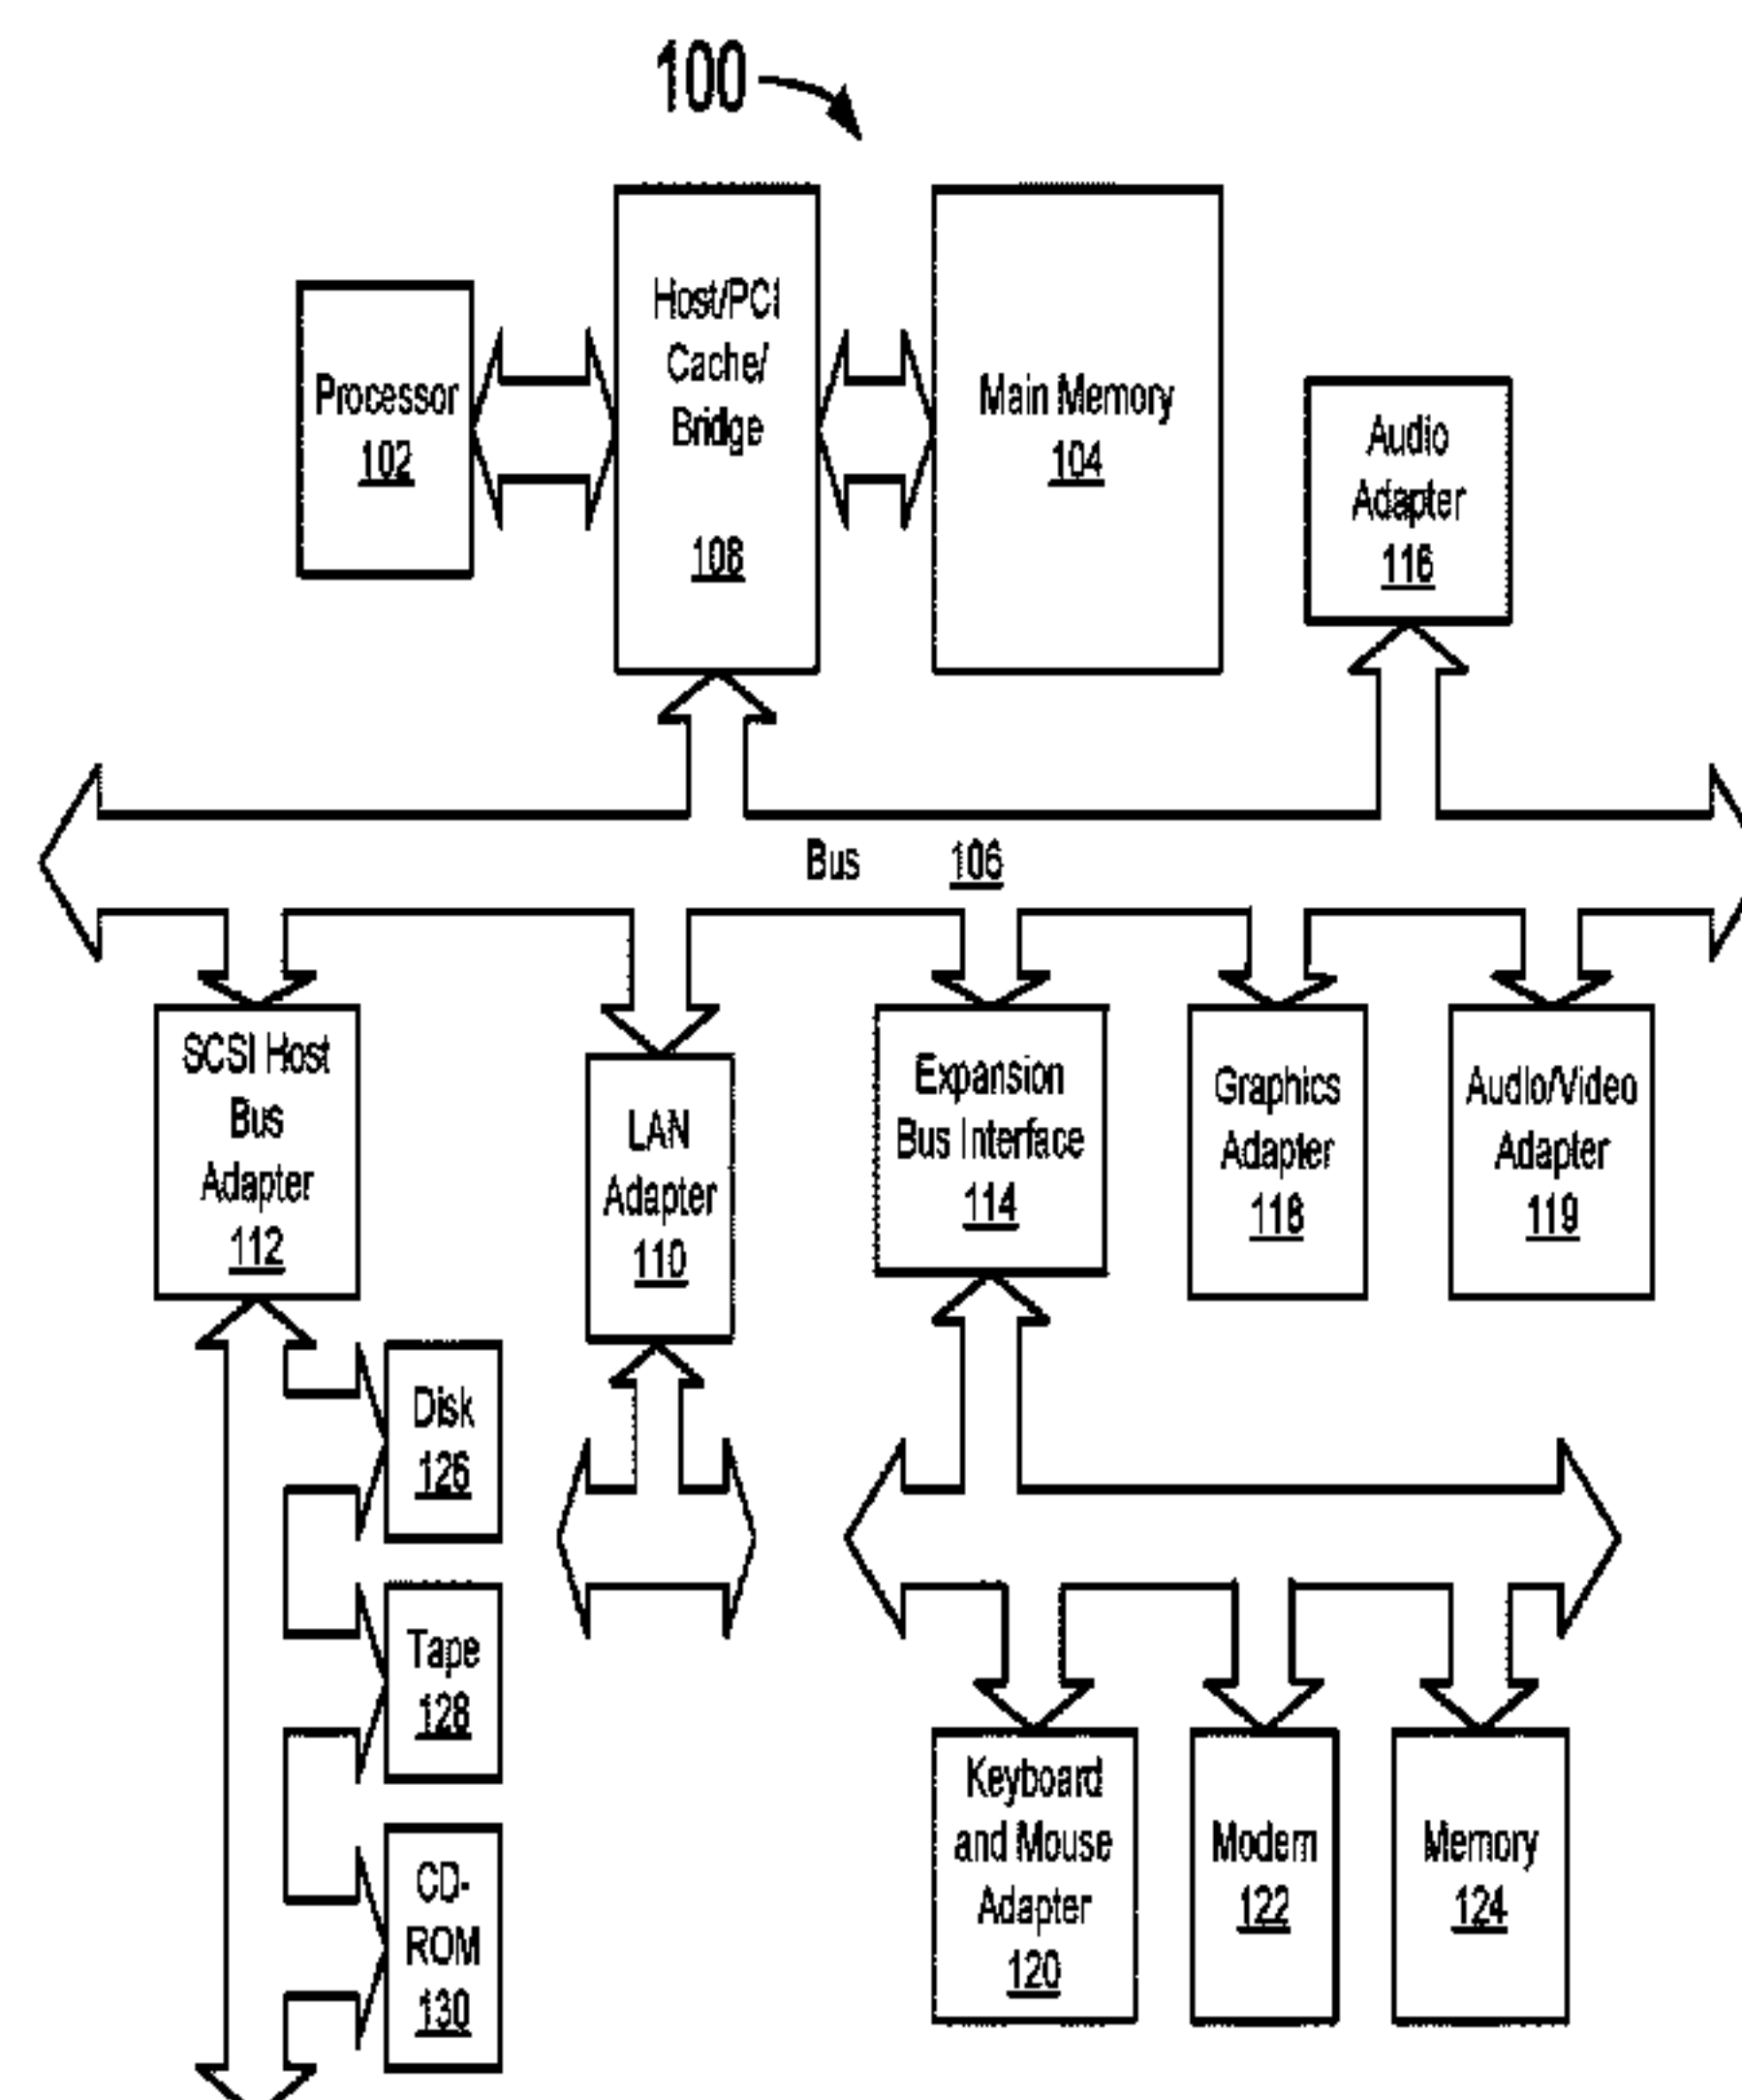 100
Host/PCI
Cache/
Bridge
108
Processor
102
Main Memory
104
Audio
Adapter
116
Bus 106
SCSI Host
Bus
Adapter
112
LAN
Adapter
110
Expansion
Bus Interface
114
Graphics
Adapter
118
Audio/Video
Adapter
119
Disk
126
Tape
128
CD-
ROM
130
Keyboard
and Mouse
Adapter
120
Modem
122
Memory
124